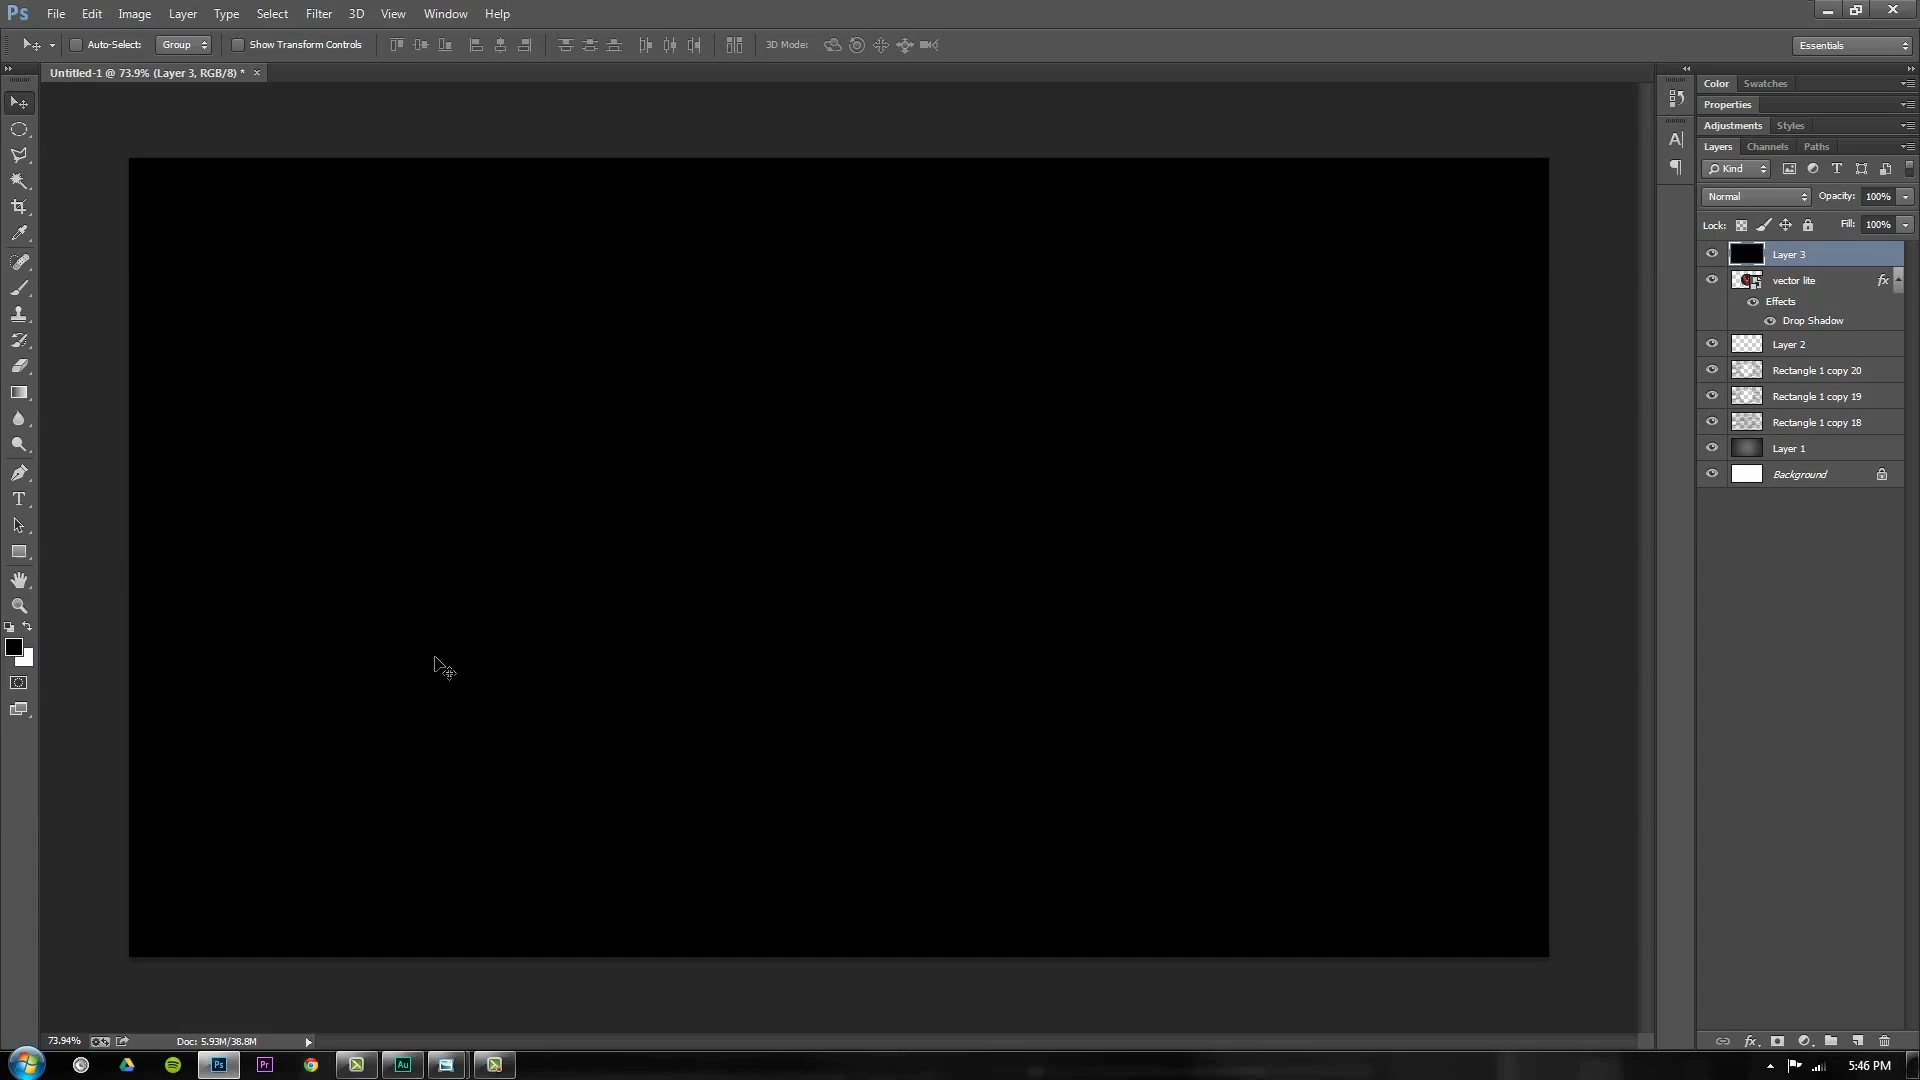 Ps File Edit Image Layer Type Select Filter 3D View Window Help
Auto-Select: Group Show Transform Controls 3D Mode: Essentials
Untitled-1 @ 73.9% (Layer 3, RGB/8) * ×
Color Swatches
Properties
Adjustments Styles
Layers Channels Paths
Kind
Normal Opacity: 100%
Lock: Fill: 100%
Layer 3
vector lite fx
Effects
Drop Shadow
Layer 2
Rectangle 1 copy 20
Rectangle 1 copy 19
Rectangle 1 copy 18
Layer 1
Background
73.94% Doc: 5.93M/38.8M
Ps Pr Au 5:46 PM